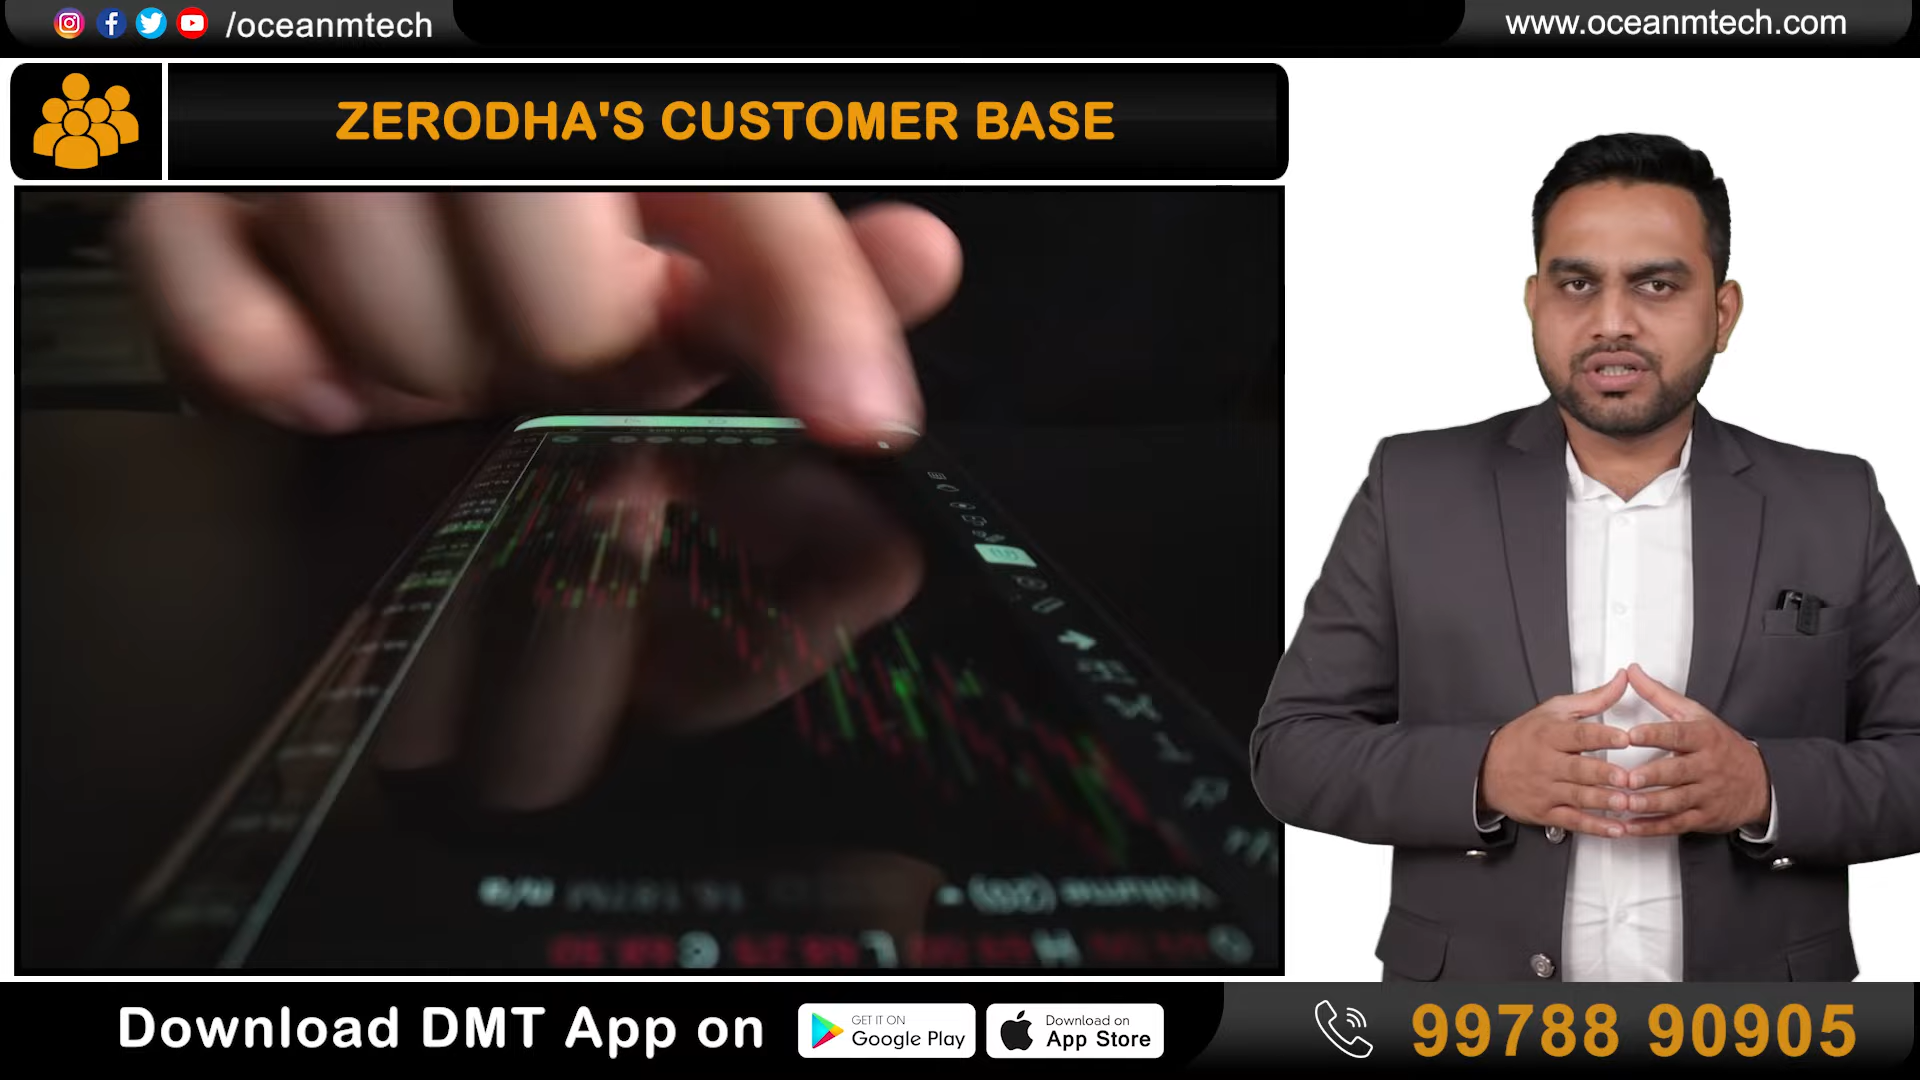 /oceanmtech
www.oceanmtech.com
ZERODHA'S CUSTOMER BASE
Download DMT App on
GET IT ON
Google Play
Download on
App Store
99788 90905